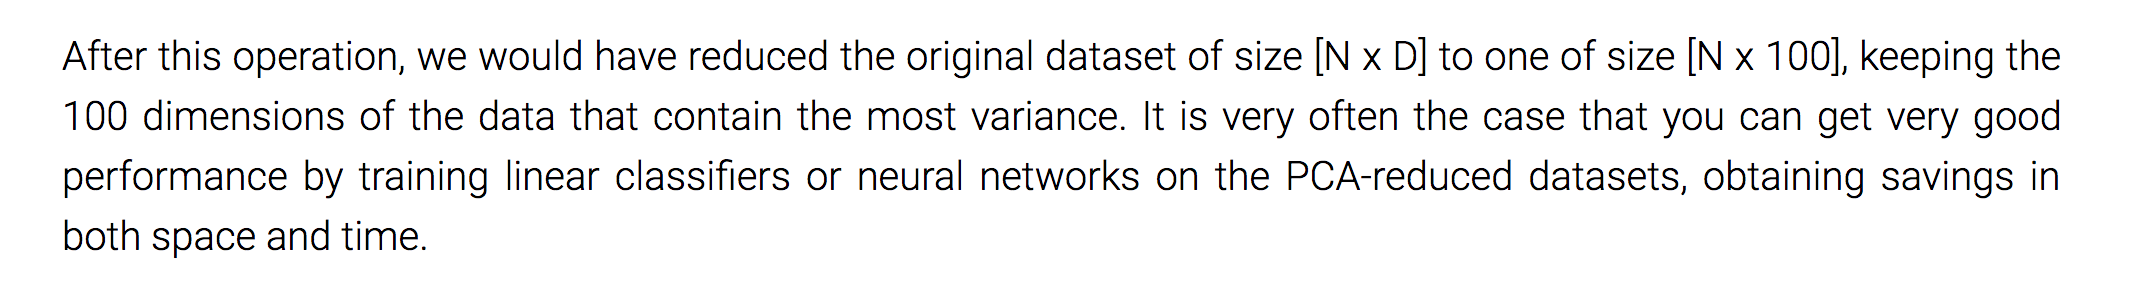 After this operation, we would have reduced the original dataset of size [N x D] to one of size [N x 100], keeping the
100 dimensions of the data that contain the most variance. It is very often the case that you can get very good
performance by training linear classifiers or neural networks on the PCA-reduced datasets, obtaining savings in
both space and time.